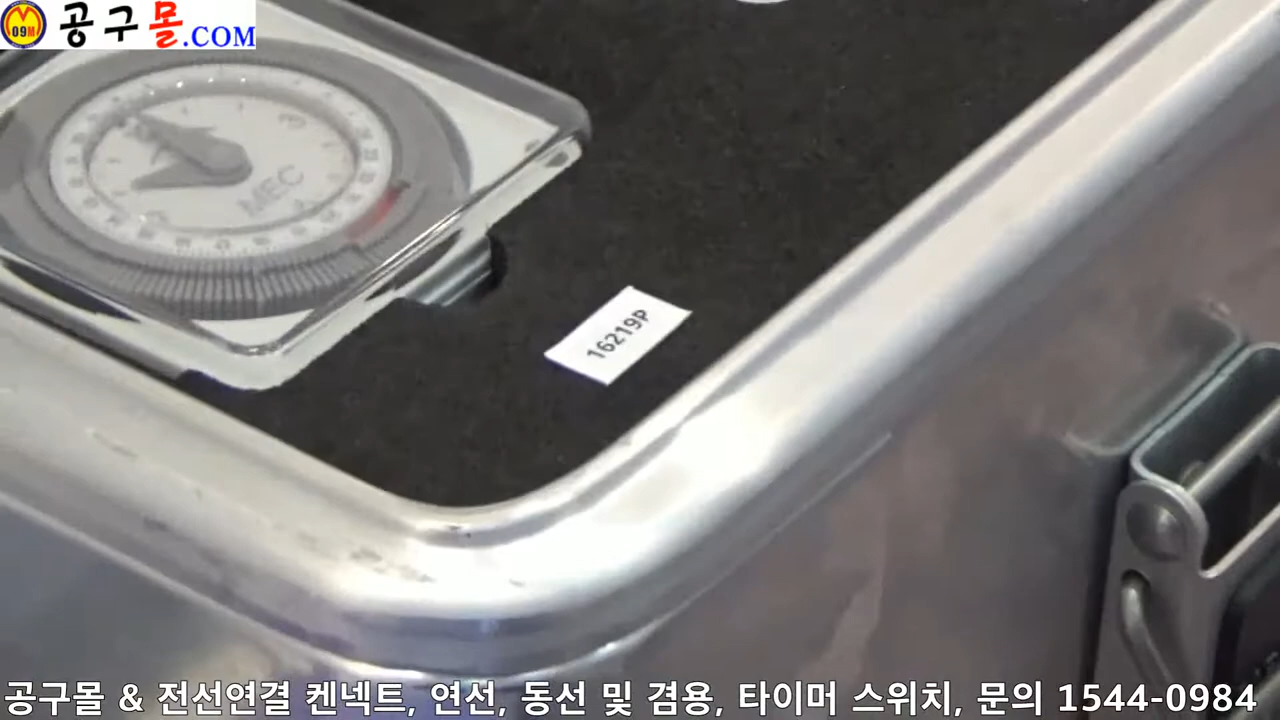 09M 공구몰.COM
MEC
16219P
공구몰 & 전선연결 켄넥트, 연선, 동선 및 겸용, 타이머 스위치, 문의 1544-0984